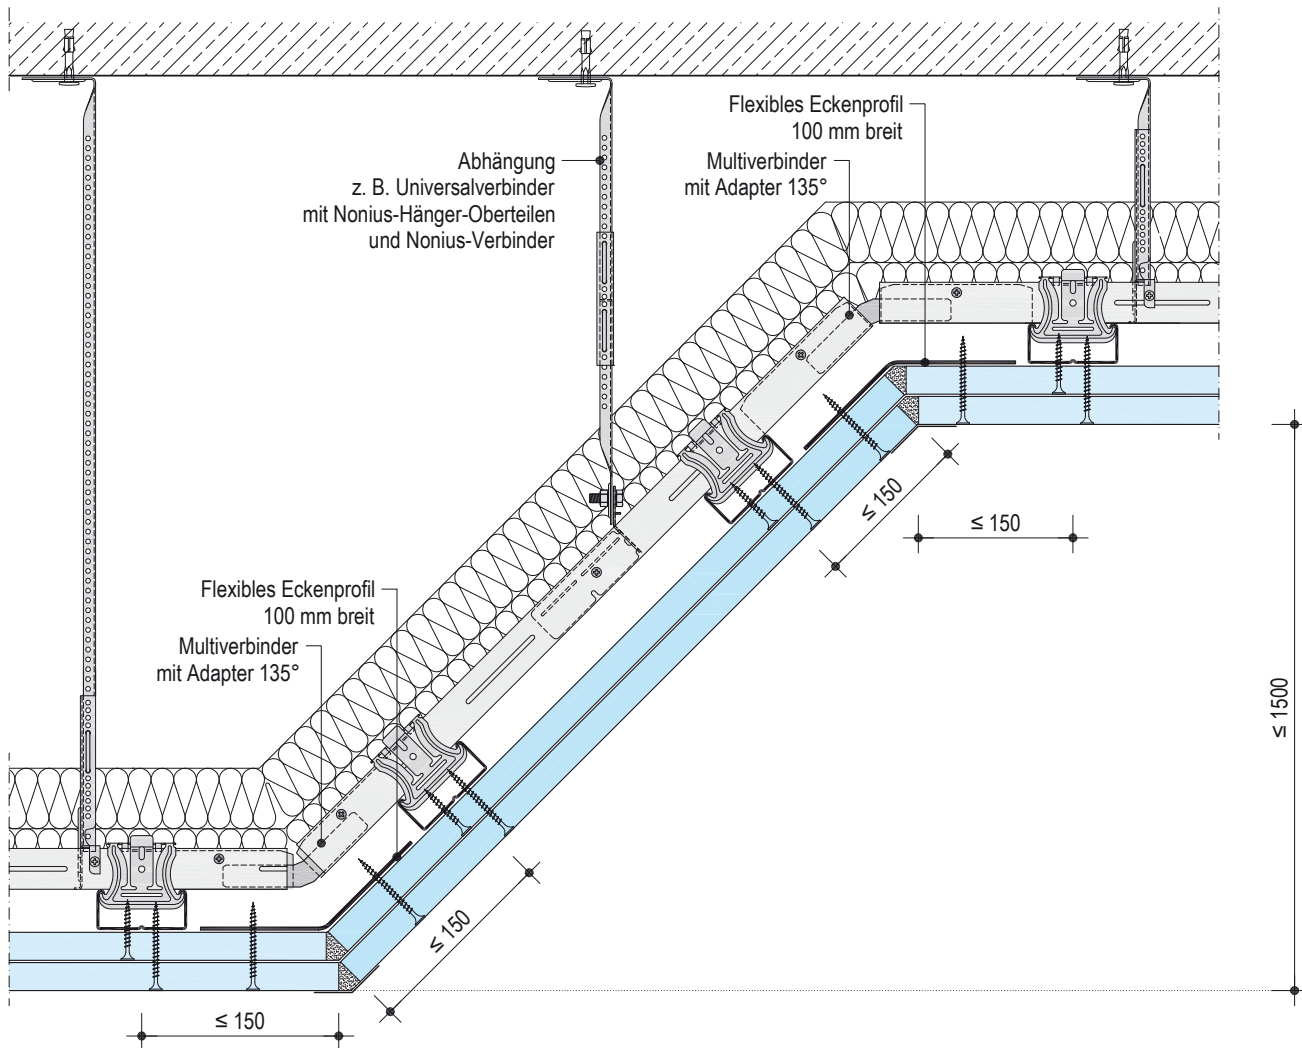 Flexibles Eckenprofil
100 mm breit
Multiverbinder
mit Adapter 135°
Abhängung
z. B. Universalverbinder
mit Nonius-Hänger-Oberteilen
und Nonius-Verbinder
≤ 150
≤ 150
Flexibles Eckenprofil
100 mm breit
Multiverbinder
mit Adapter 135°
≤ 1500
≤ 150
≤ 150